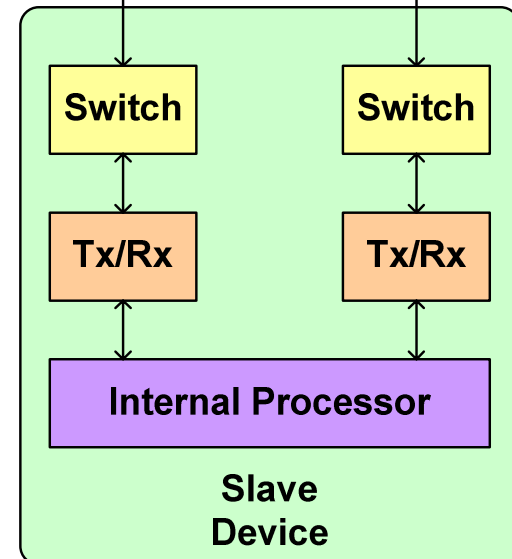 Switch
Switch
Tx/Rx
Tx/Rx
Internal Processor
Slave
Device